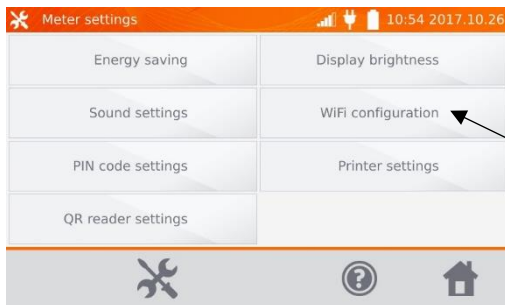 Meter settings 10:54 2017.10.26
Energy saving Display brightness
Sound settings WiFi configuration
PIN code settings Printer settings
QR reader settings
?